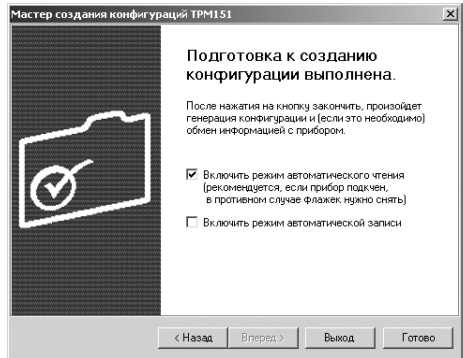 Мастер создания конфигураций ТРМ151
Подготовка к созданию
конфигурации выполнена.
После нажатия на кнопку закончить, произойдет
генерация конфигурации и (если это необходимо)
обмен информацией с прибором.
Включить режим автоматического чтения
(рекомендуется, если прибор подкчен,
в противном случае флажек нужно снять)
Включить режим автоматической записи
< Назад
Вперед >
Выход
Готово